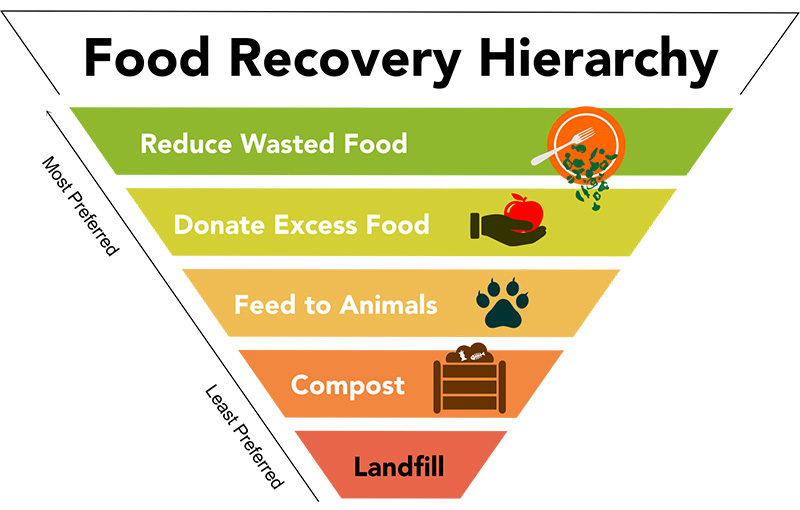 Food Recovery Hierarchy
Reduce Wasted Food
Most Preferred
Donate Excess Food
Feed to Animals
Compost
Least Preferred
Landfill